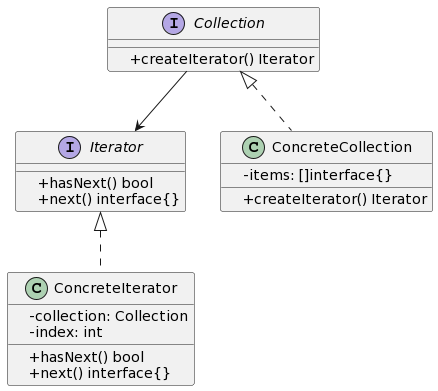 I Collection
+createIterator() Iterator
I Iterator
+hasNext() bool
+next() interface{}
C ConcreteCollection
-items: []interface{}
+createIterator() Iterator
C ConcreteIterator
-collection: Collection
-index: int
+hasNext() bool
+next() interface{}